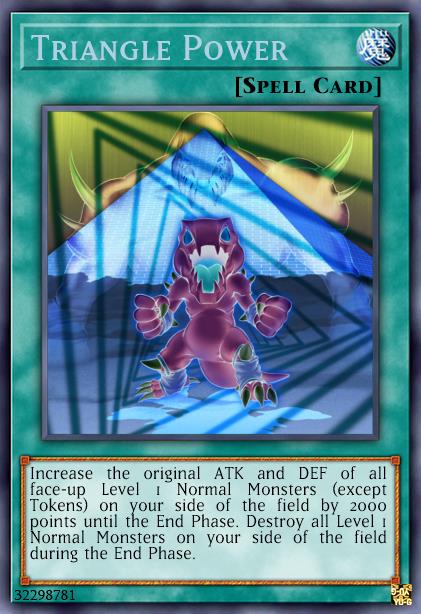 Triangle Power
魔
[Spell Card]
Increase the original ATK and DEF of all
face-up Level 1 Normal Monsters (except
Tokens) on your side of the field by 2000
points until the End Phase. Destroy all Level 1
Normal Monsters on your side of the field
during the End Phase.
32298781